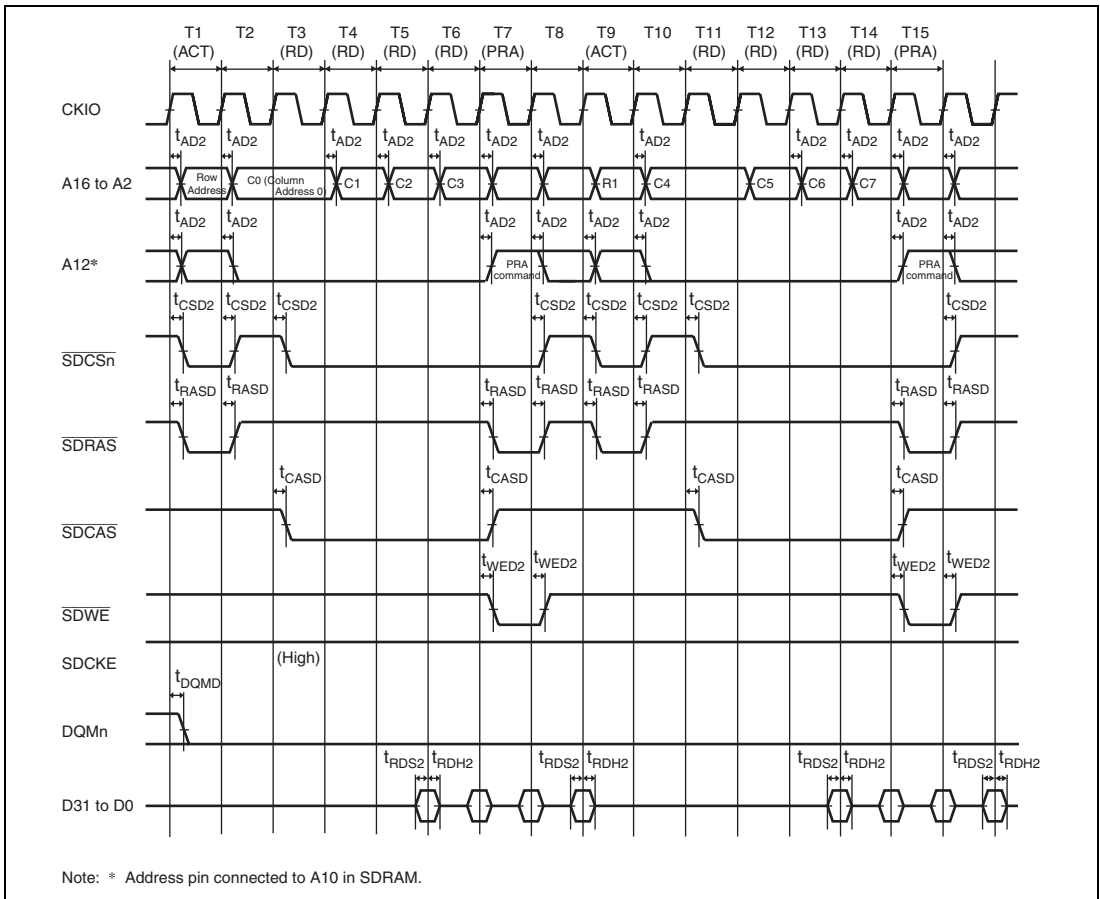 T1 T2 T3 T4 T5 T6 T7 T8 T9 T10 T11 T12 T13 T14 T15
(ACT) (RD) (RD) (RD) (RD) (PRA) (ACT) (RD) (RD) (RD) (RD) (PRA)
CKIO
tAD2 tAD2 tAD2 tAD2 tAD2 tAD2 tAD2 tAD2 tAD2 tAD2 tAD2 tAD2
A16 to A2
Row Address
C0 (Column Address 0)
C1 C2 C3 R1 C4 C5 C6 C7
tAD2 tAD2 tAD2 tAD2 tAD2 tAD2 tAD2 tAD2
A12*
PRA command
PRA command
tCSD2 tCSD2 tCSD2 tCSD2 tCSD2 tCSD2 tCSD2 tCSD2
SDCSn
tRASD tRASD tRASD tRASD tRASD tRASD tRASD tRASD
SDRAS
tCASD tCASD tCASD tCASD
SDCAS
tWED2 tWED2 tWED2 tWED2
SDWE
SDCKE
(High)
tDQMD
DQMn
tRDS2 tRDH2 tRDS2 tRDH2 tRDS2 tRDH2 tRDS2 tRDH2
D31 to D0
Note: * Address pin connected to A10 in SDRAM.